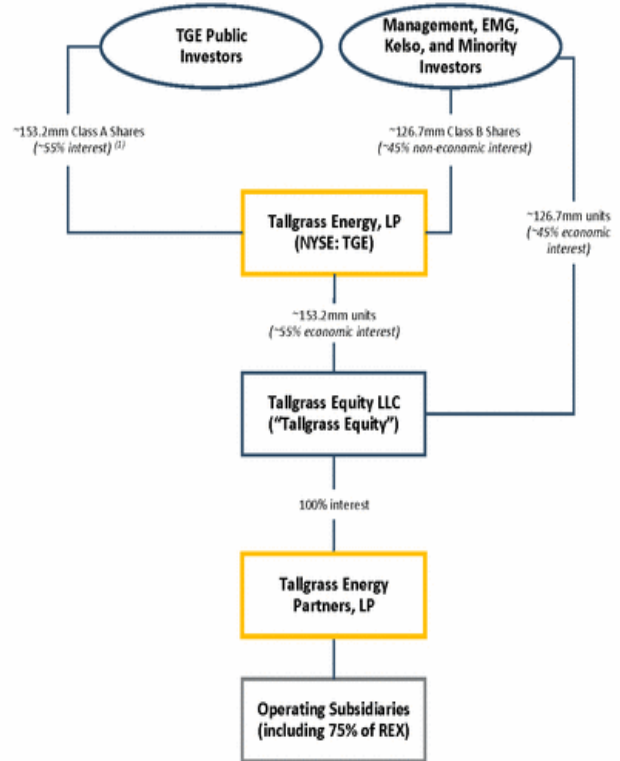 TGE Public
Investors
Management, EMG,
Kelso, and Minority
Investors
~153.2mm Class A Shares
(~55% interest) (1)
~126.7mm Class B Shares
(~45% non-economic interest)
~126.7mm units
(~45% economic
interest)
Tallgrass Energy, LP
(NYSE: TGE)
~153.2mm units
(~55% economic interest)
Tallgrass Equity LLC
(“Tallgrass Equity”)
100% interest
Tallgrass Energy
Partners, LP
Operating Subsidiaries
(including 75% of REX)